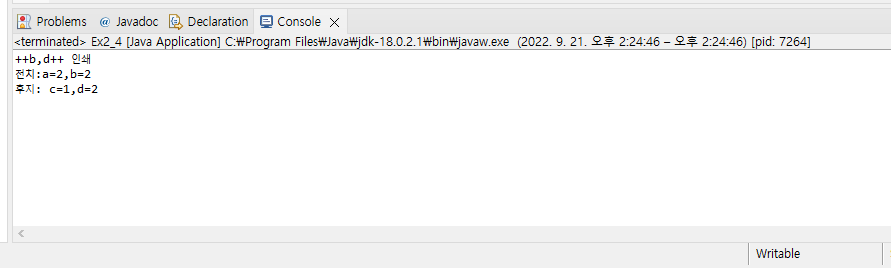 Problems @ Javadoc Declaration Console
<terminated> Ex2_4 [Java Application] C:₩Program Files₩Java₩jdk-18.0.2.1₩bin₩javaw.exe (2022. 9. 21. 오후 2:24:46 – 오후 2:24:46) [pid: 7264]
++b,d++ 인쇄
전치:a=2,b=2
후치: c=1,d=2
Writable